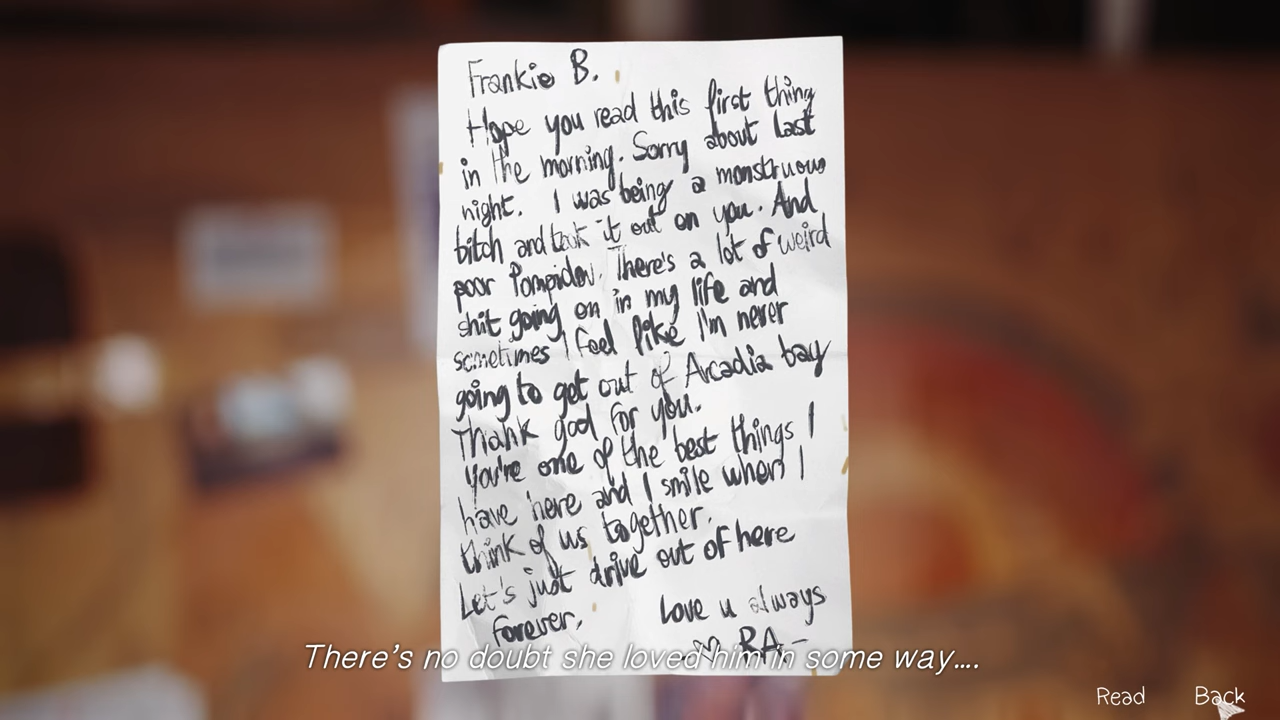 Frankie B.
Hope you read this first thing
in the morning. Sorry about last
night. I was being a monstruous
bitch and took it out on you. And
poor Pompidou. There's a lot of weird
shit going on in my life and
sometimes I feel like I'm never
going to get out of Arcadia bay
Thank god for you.
You're one of the best things I
have here and I smile when I
think of us together.
Let's just drive out of here
forever.
Love u always
♡ RA -
There's no doubt she loved him in some way....
Read
Back